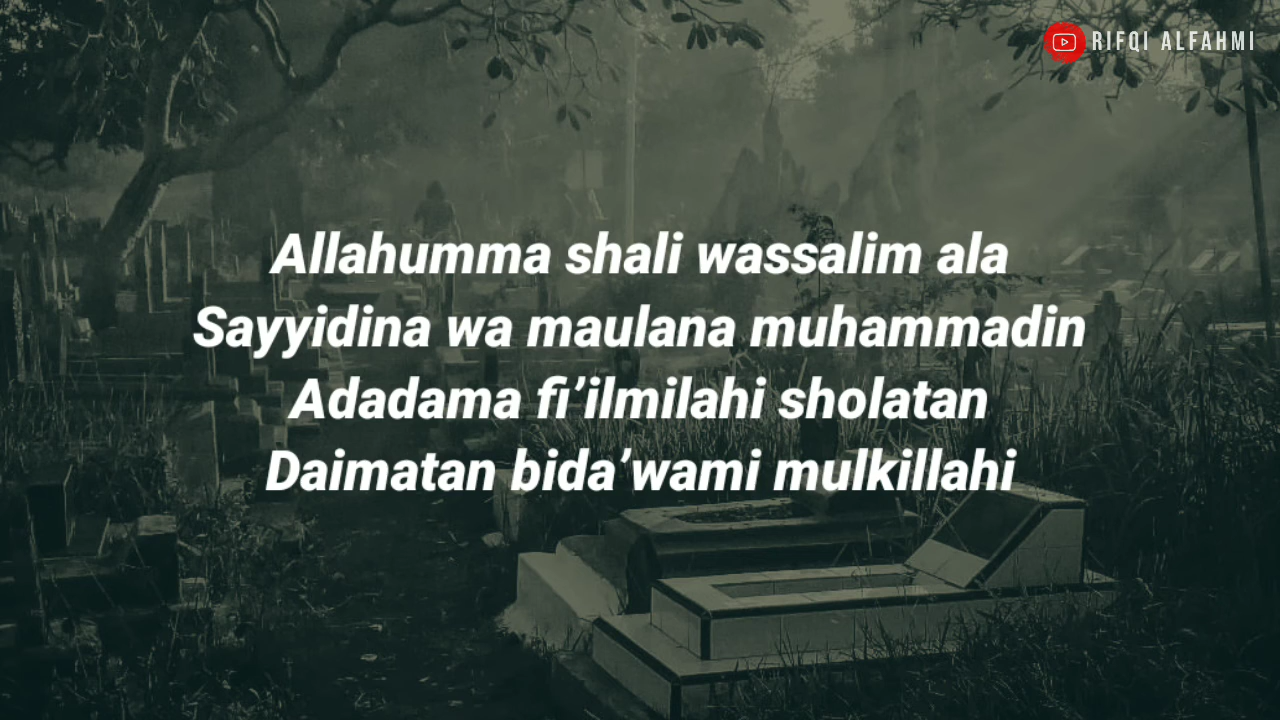 RIFQI ALFAHMI
Allahumma shali wassalim ala
Sayyidina wa maulana muhammadin
Adadama fi’ilmilahi sholatan
Daimatan bida’wami mulkillahi